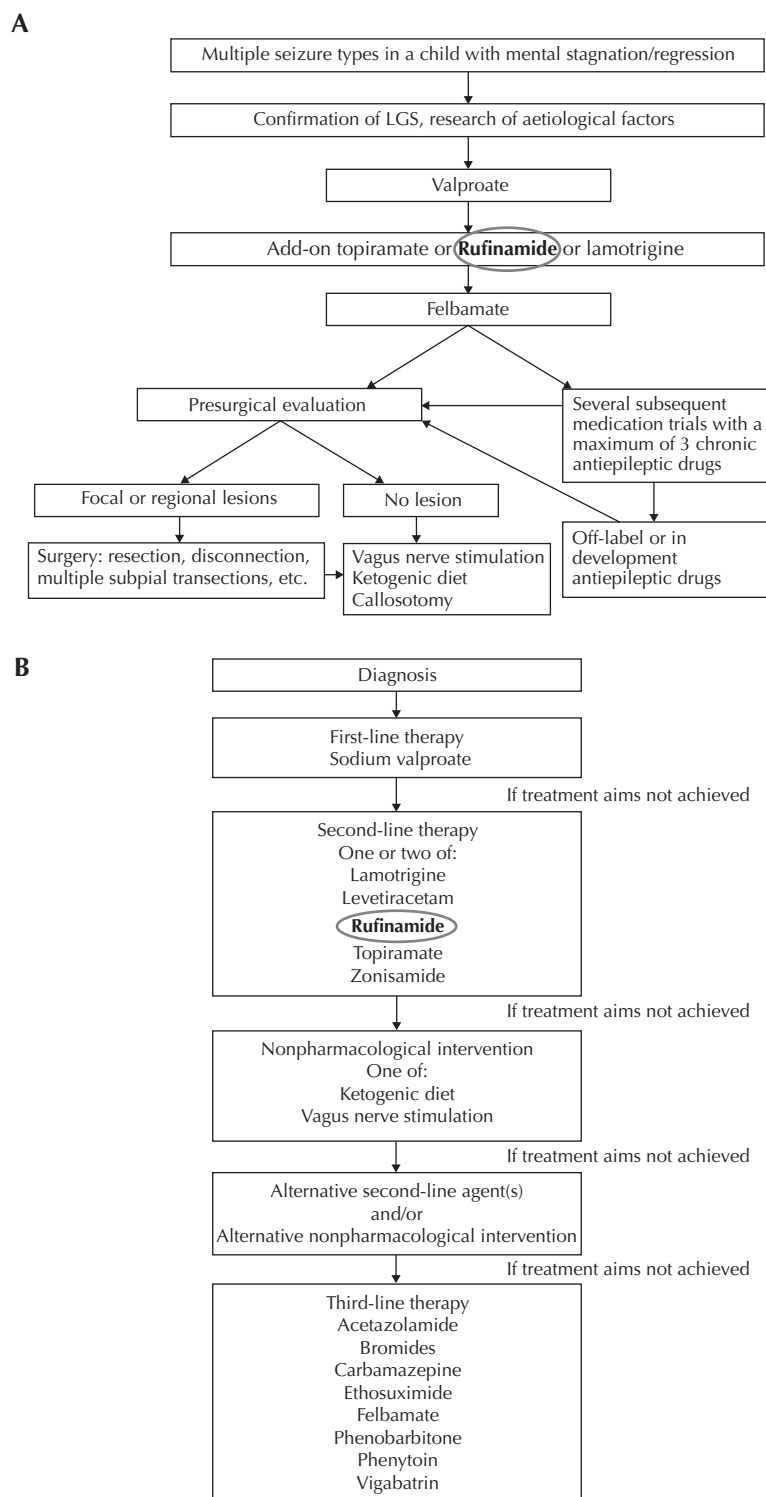 A
Multiple seizure types in a child with mental stagnation/regression
Confirmation of LGS, research of aetiological factors
Valproate
Add-on topiramate or Rufinamide or lamotrigine
Felbamate
Presurgical evaluation
Several subsequent
medication trials with a
maximum of 3 chronic
antiepileptic drugs
Focal or regional lesions
No lesion
Surgery: resection, disconnection,
multiple subpial transections, etc.
Vagus nerve stimulation
Ketogenic diet
Callosotomy
Off-label or in
development
antiepileptic drugs
B
Diagnosis
First-line therapy
Sodium valproate
If treatment aims not achieved
Second-line therapy
One or two of:
Lamotrigine
Levetiracetam
Rufinamide
Topiramate
Zonisamide
If treatment aims not achieved
Nonpharmacological intervention
One of:
Ketogenic diet
Vagus nerve stimulation
If treatment aims not achieved
Alternative second-line agent(s)
and/or
Alternative nonpharmacological intervention
If treatment aims not achieved
Third-line therapy
Acetazolamide
Bromides
Carbamazepine
Ethosuximide
Felbamate
Phenobarbitone
Phenytoin
Vigabatrin